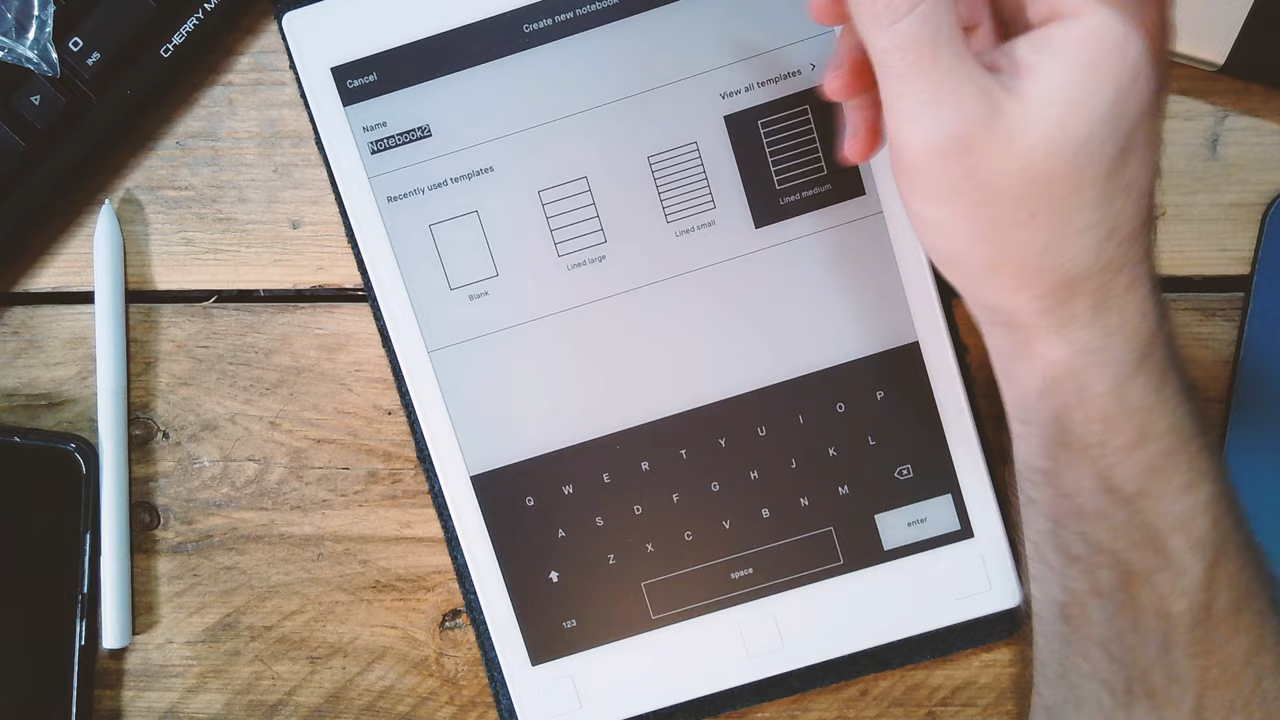 CHERRY
INS
Create new notebook
Cancel
Name
Notebook2
View all templates
Recently used templates
Blank
Lined large
Lined small
Lined medium
Q W E R T Y U I O P
A S D F G H J K L
Z X C V B N M
123
space
enter